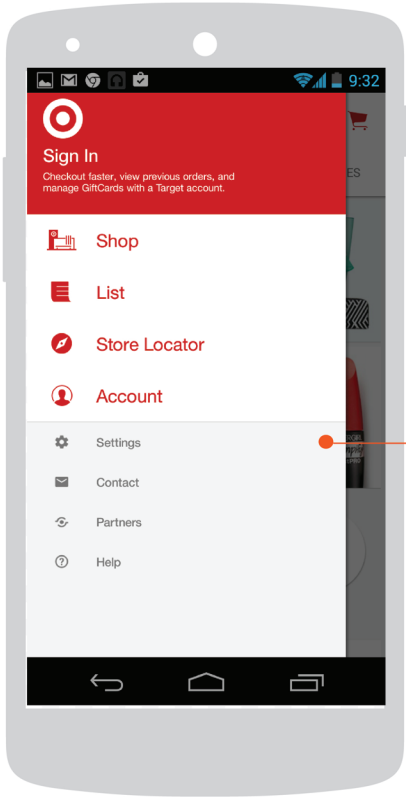 9:32
Sign In
Checkout faster, view previous orders, and
manage GiftCards with a Target account.
ES
Shop
List
Store Locator
Account
Settings
Contact
Partners
Help